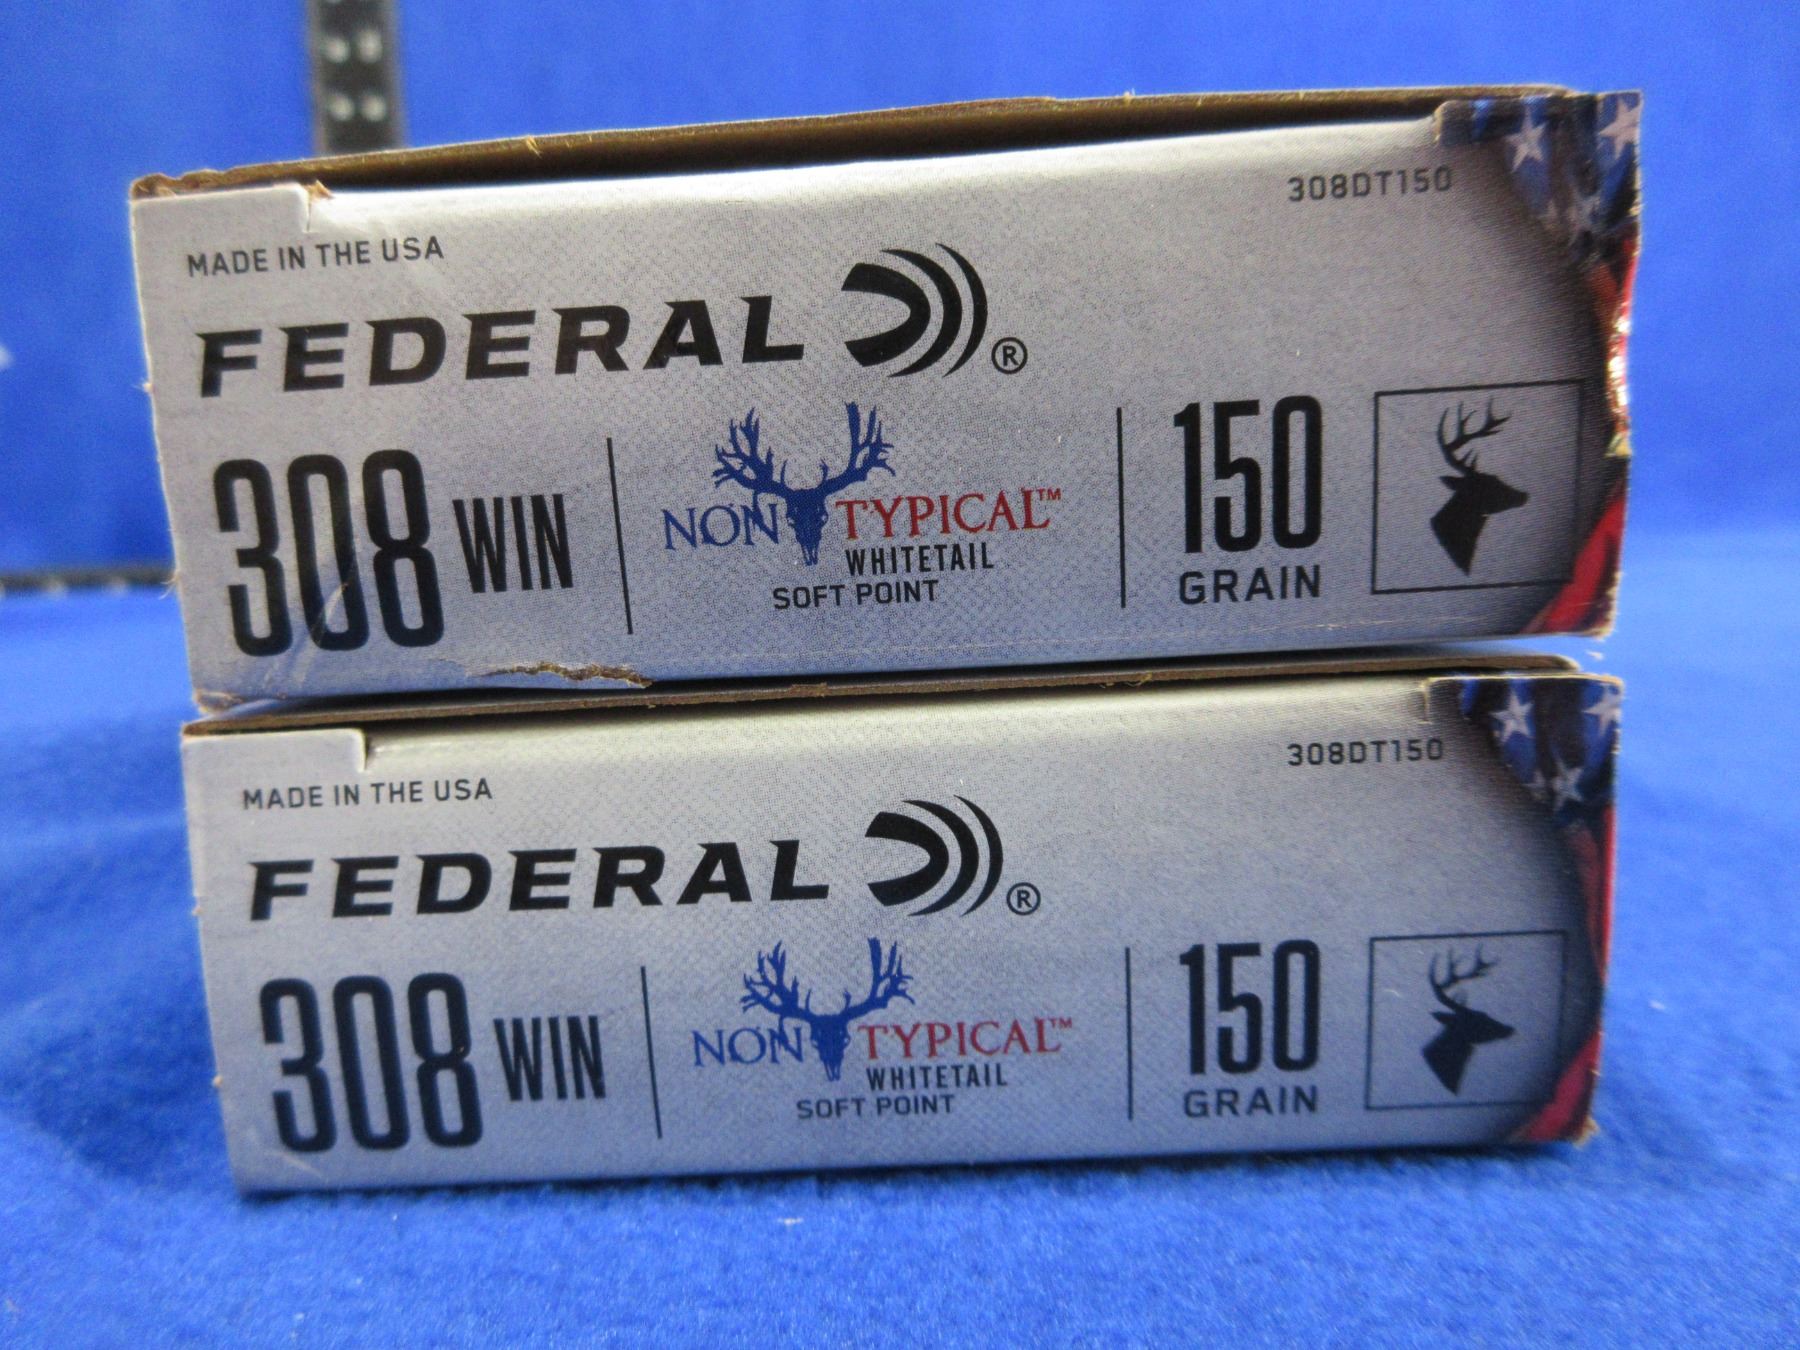 308DT150
MADE IN THE USA
FEDERAL ®
308 WIN
NON TYPICAL™
WHITETAIL
SOFT POINT
150
GRAIN
308DT150
MADE IN THE USA
FEDERAL ®
308 WIN
NON TYPICAL™
WHITETAIL
SOFT POINT
150
GRAIN